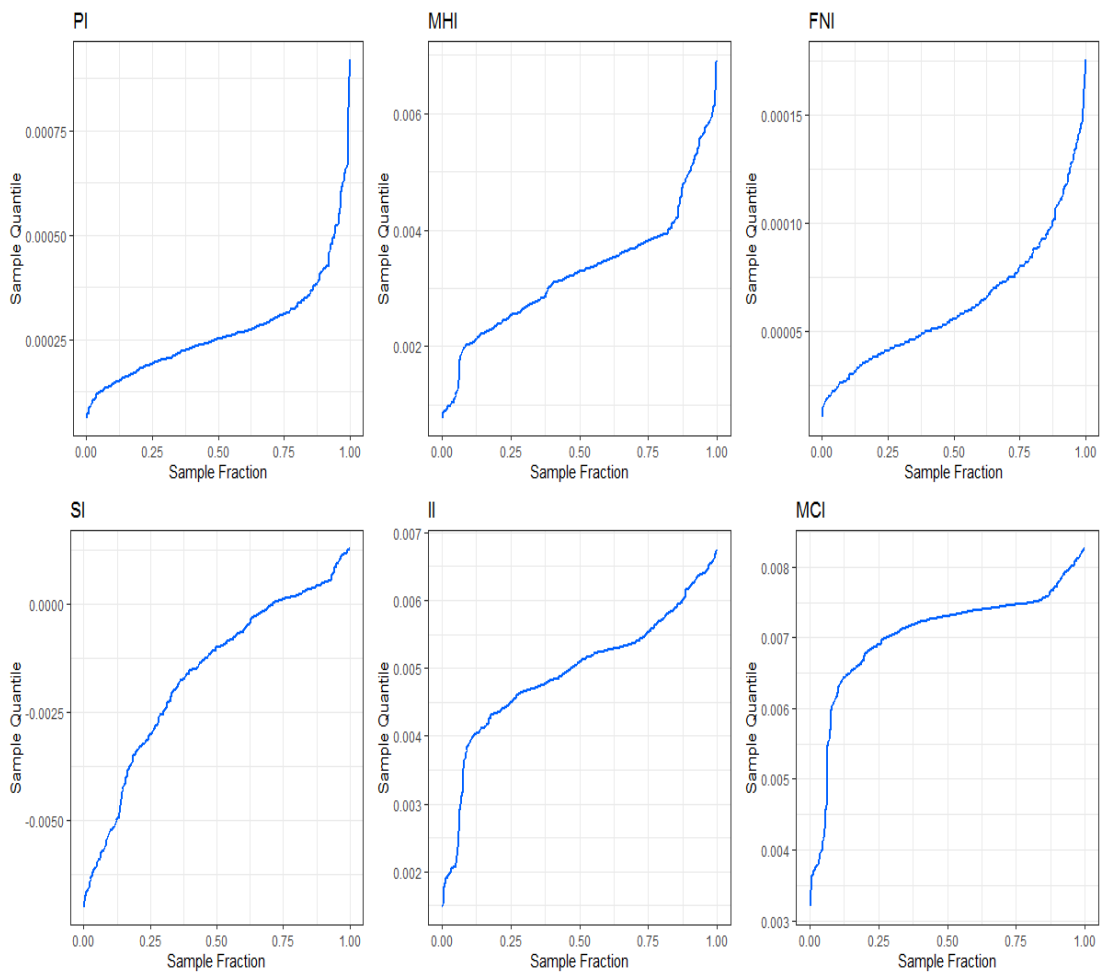 PI
Sample Quantile
0.00075
0.00050
0.00025
0.00 0.25 0.50 0.75 1.00
Sample Fraction
MHI
Sample Quantile
0.006
0.004
0.002
0.00 0.25 0.50 0.75 1.00
Sample Fraction
FNI
Sample Quantile
0.00015
0.00010
0.00005
0.00 0.25 0.50 0.75 1.00
Sample Fraction
SI
Sample Quantile
0.0000
-0.0025
-0.0050
0.00 0.25 0.50 0.75 1.00
Sample Fraction
II
Sample Quantile
0.007
0.006
0.005
0.004
0.003
0.002
0.00 0.25 0.50 0.75 1.00
Sample Fraction
MCI
Sample Quantile
0.008
0.007
0.006
0.005
0.004
0.003
0.00 0.25 0.50 0.75 1.00
Sample Fraction